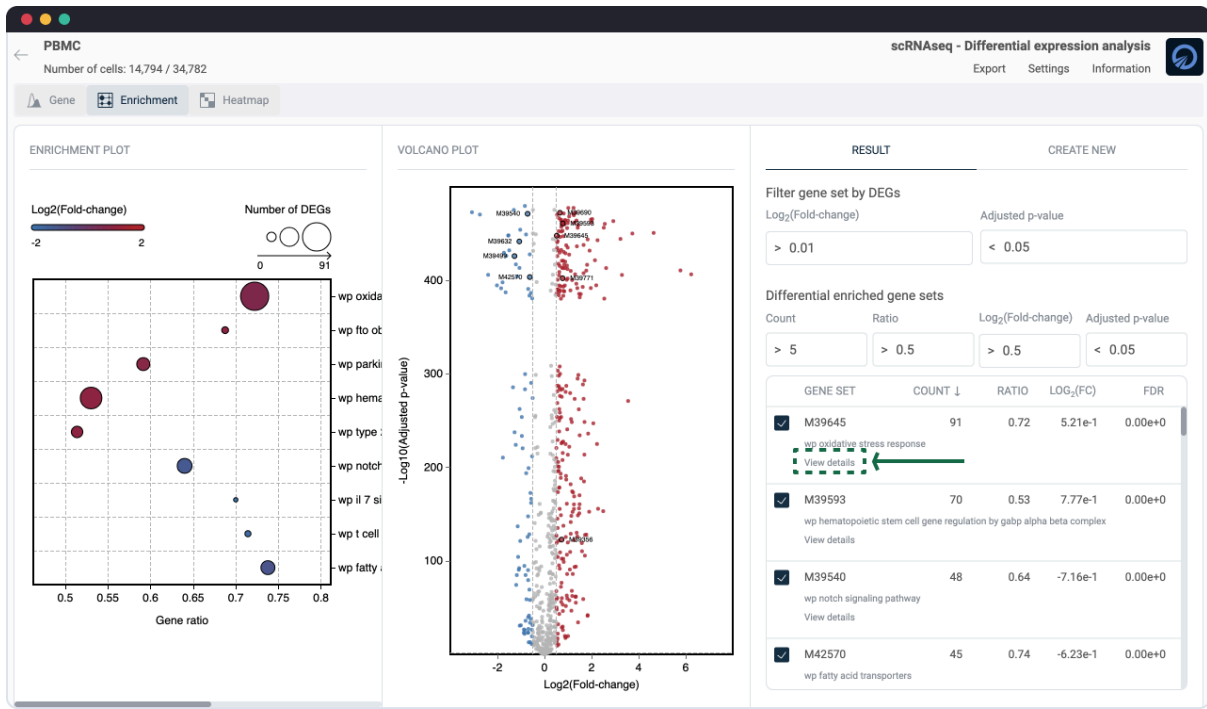 PBMC
Number of cells: 14,794 / 34,782
scRNAseq - Differential expression analysis
Export Settings Information
Gene Enrichment Heatmap
ENRICHMENT PLOT
Log2(Fold-change)
-2 2
Number of DEGs
0 91
wp oxida
wp fto ob
wp parki
wp hema
wp type 2
wp notch
wp il 7 si
wp t cell
wp fatty a
0.5 0.55 0.6 0.65 0.7 0.75 0.8
Gene ratio
VOLCANO PLOT
-Log10(Adjusted p-value)
400
300
200
100
M39540
M39690
M39645
M39632
M42570
M39771
-2 0 2 4 6
Log2(Fold-change)
RESULT CREATE NEW
Filter gene set by DEGs
Log2(Fold-change) Adjusted p-value
> 0.01 < 0.05
Differential enriched gene sets
Count Ratio Log2(Fold-change) Adjusted p-value
> 5 > 0.5 > 0.5 < 0.05
GENE SET COUNT ↓ RATIO LOG2(FC) FDR
M39645 91 0.72 5.21e-1 0.00e+0
wp oxidative stress response
View details
M39593 70 0.53 7.77e-1 0.00e+0
wp hematopoietic stem cell gene regulation by gabp alpha beta complex
View details
M39540 48 0.64 -7.16e-1 0.00e+0
wp notch signaling pathway
View details
M42570 45 0.74 -6.23e-1 0.00e+0
wp fatty acid transporters